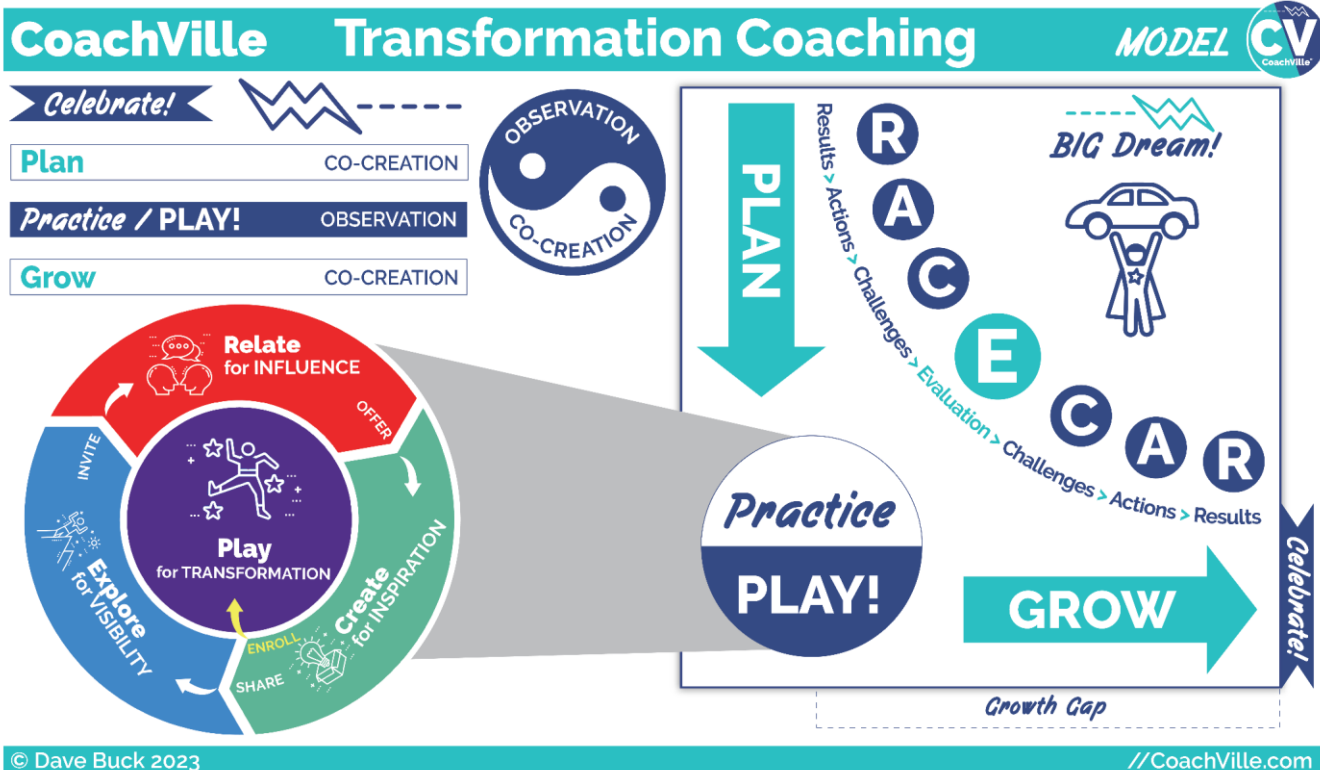 CoachVille Transformation Coaching MODEL CV
CoachVille®
Celebrate!
Plan CO-CREATION
Practice / PLAY! OBSERVATION
Grow CO-CREATION
OBSERVATION
CO-CREATION
Relate
for INFLUENCE
OFFER
INVITE
Play
for TRANSFORMATION
Explore
for VISIBILITY
Create
for INSPIRATION
ENROLL
SHARE
PLAN
R
A
C
E
C
A
R
Results > Actions > Challenges > Evaluation > Challenges > Actions > Results
BIG Dream!
Practice
PLAY!
GROW
Celebrate!
Growth Gap
© Dave Buck 2023 //CoachVille.com